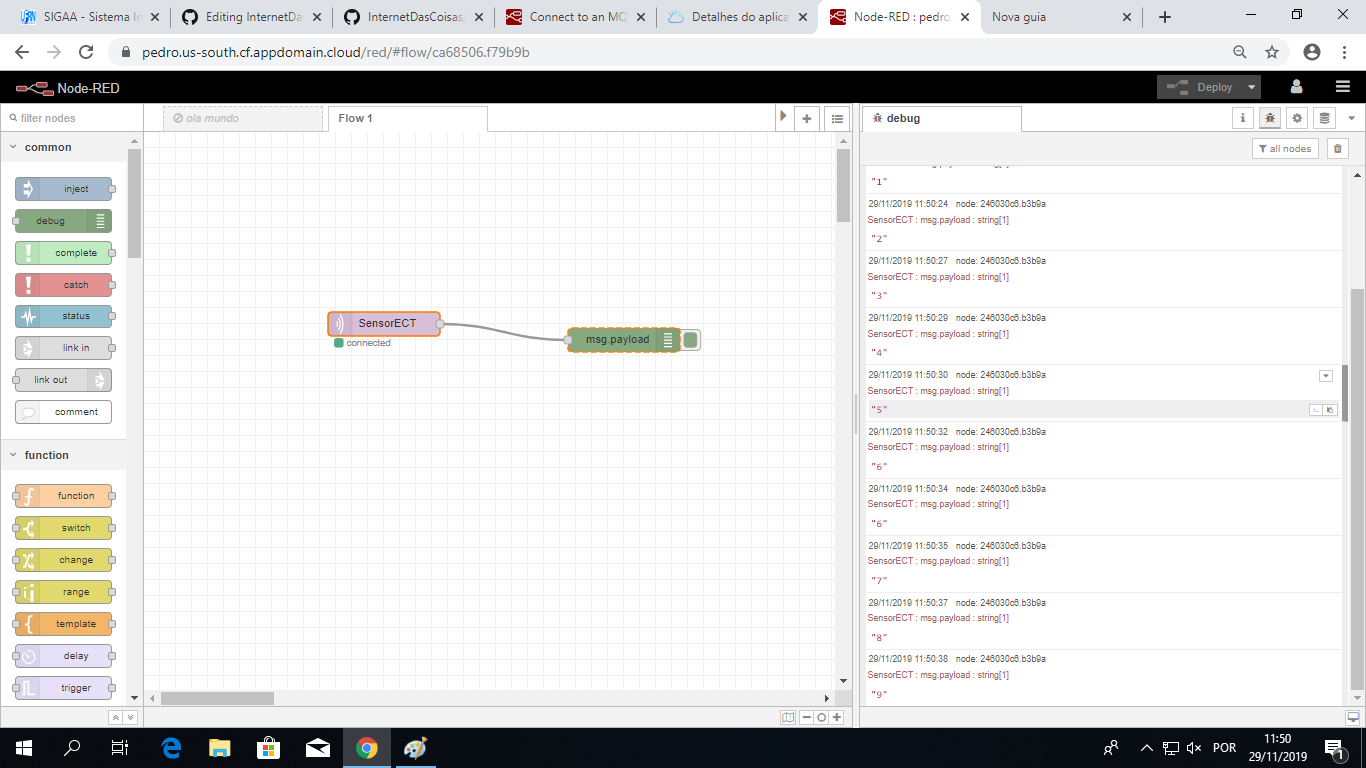 SIGAA - Sistema In
Editing InternetDas
InternetDasCoisas/
Connect to an MQ
Detalhes do aplica
Node-RED : pedro
Nova guia
pedro.us-south.cf.appdomain.cloud/red/#flow/ca68506.f79b9b
Node-RED
Deploy
filter nodes
ola mundo
Flow 1
debug
all nodes
common
inject
debug
complete
catch
status
link in
link out
comment
function
function
switch
change
range
template
delay
trigger
SensorECT
connected
msg.payload
"1"
29/11/2019 11:50:24 node: 246030c6.b3b9a
SensorECT : msg.payload : string[1]
"2"
29/11/2019 11:50:27 node: 246030c6.b3b9a
SensorECT : msg.payload : string[1]
"3"
29/11/2019 11:50:29 node: 246030c6.b3b9a
SensorECT : msg.payload : string[1]
"4"
29/11/2019 11:50:30 node: 246030c6.b3b9a
SensorECT : msg.payload : string[1]
"5"
29/11/2019 11:50:32 node: 246030c6.b3b9a
SensorECT : msg.payload : string[1]
"6"
29/11/2019 11:50:34 node: 246030c6.b3b9a
SensorECT : msg.payload : string[1]
"6"
29/11/2019 11:50:35 node: 246030c6.b3b9a
SensorECT : msg.payload : string[1]
"7"
29/11/2019 11:50:37 node: 246030c6.b3b9a
SensorECT : msg.payload : string[1]
"8"
29/11/2019 11:50:38 node: 246030c6.b3b9a
SensorECT : msg.payload : string[1]
"9"
POR
11:50
29/11/2019
1